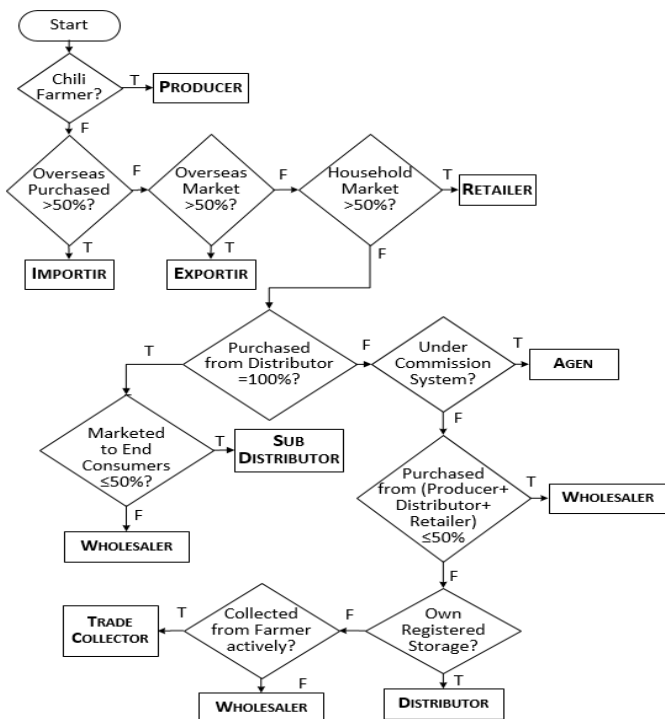 Start
Chili
Farmer?
T
PRODUCER
F
Overseas
Purchased
>50%?
F
Overseas
Market
>50%?
F
Household
Market
>50%?
T
RETAILER
T
IMPORTIR
T
EXPORTIR
F
T
Purchased
from Distributor
=100%?
F
Under
Commission
System?
T
AGEN
F
Marketed
to End
Consumers
≤50%?
T
SUB
DISTRIBUTOR
F
WHOLESALER
Purchased
from (Producer+
Distributor+
Retailer)
≤50%
T
WHOLESALER
F
TRADE
COLLECTOR
T
Collected
from Farmer
actively?
F
Own
Registered
Storage?
F
WHOLESALER
T
DISTRIBUTOR